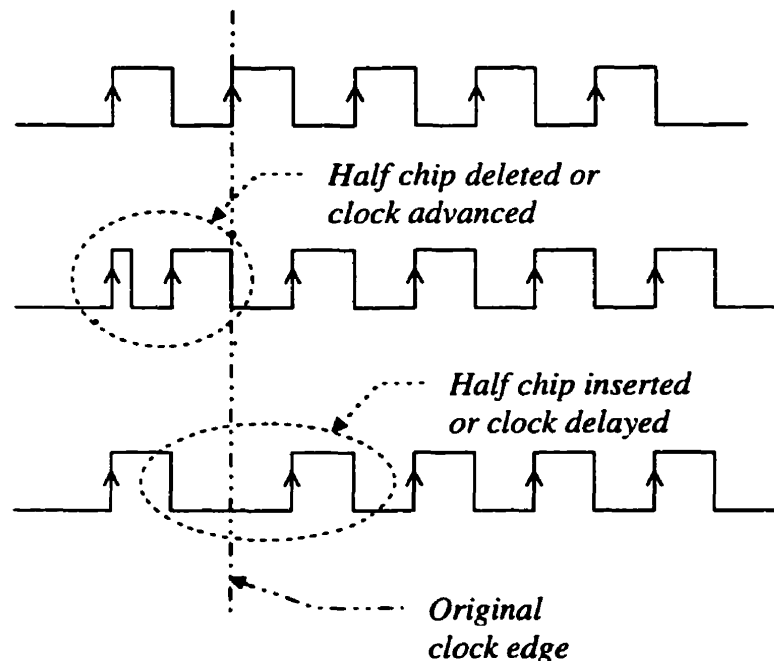 Half chip deleted or
clock advanced
Half chip inserted
or clock delayed
Original
clock edge